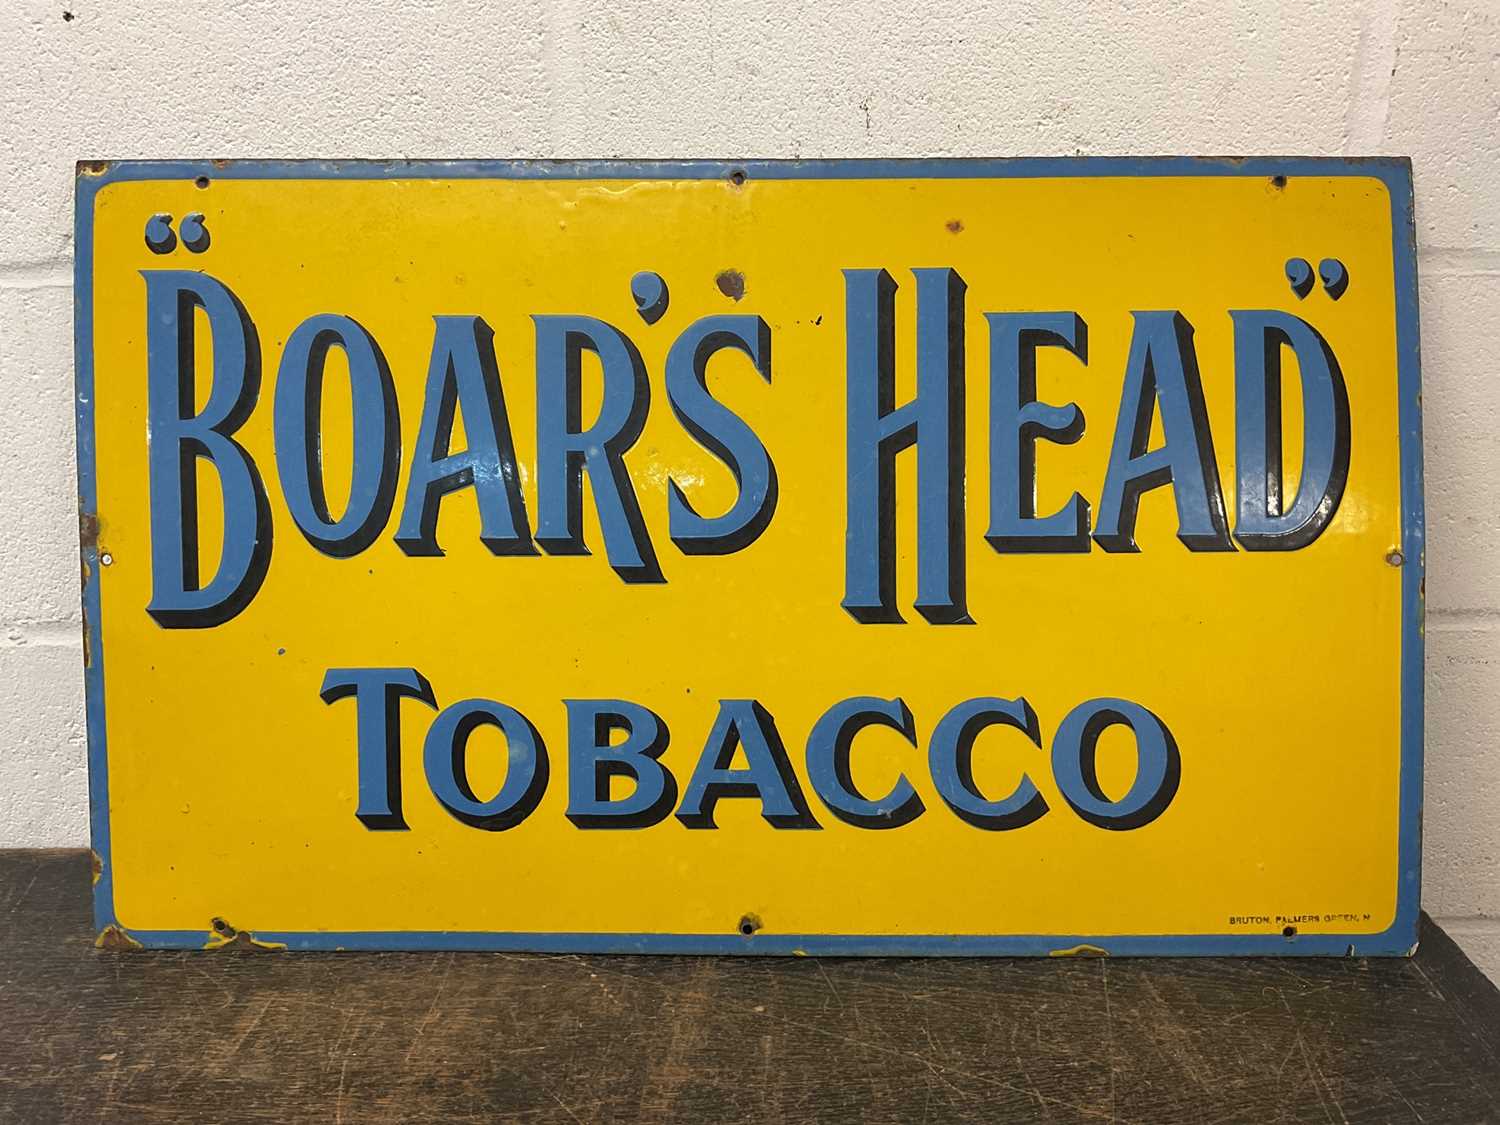 "BOAR'S HEAD"
TOBACCO
BRUTON, PALMERS GREEN, N